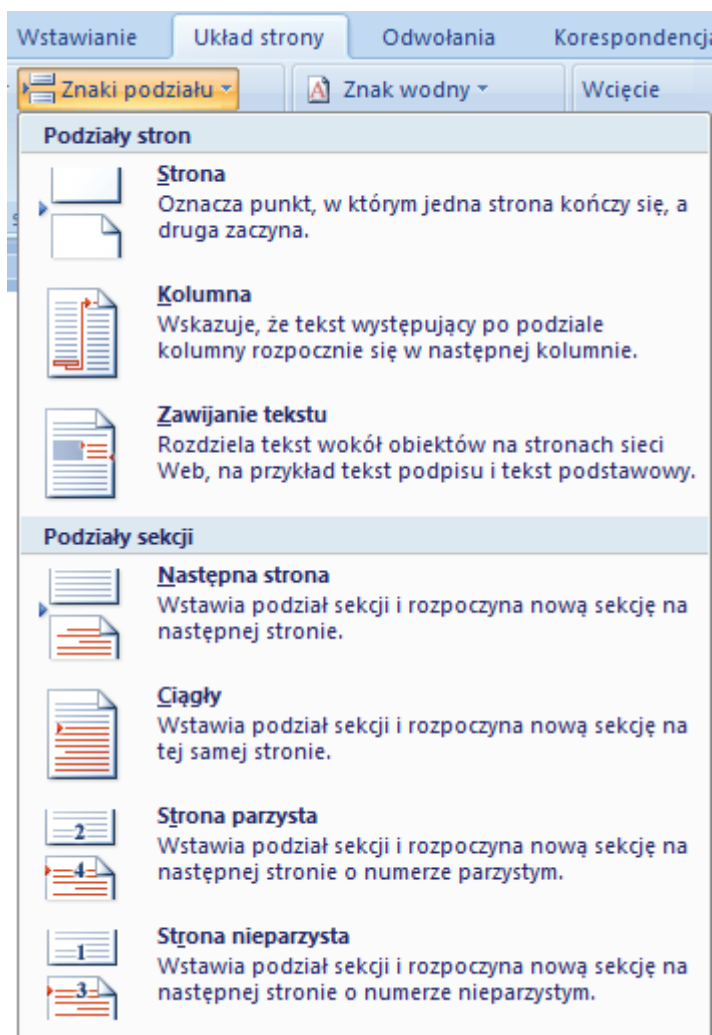 Wstawianie Układ strony Odwołania Korespondencja
Znaki podziału Znak wodny Wcięcie
Podziały stron
Strona
Oznacza punkt, w którym jedna strona kończy się, a
druga zaczyna.
Kolumna
Wskazuje, że tekst występujący po podziale
kolumny rozpocznie się w następnej kolumnie.
Zawijanie tekstu
Rozdziela tekst wokół obiektów na stronach sieci
Web, na przykład tekst podpisu i tekst podstawowy.
Podziały sekcji
Następna strona
Wstawia podział sekcji i rozpoczyna nową sekcję na
następnej stronie.
Ciągły
Wstawia podział sekcji i rozpoczyna nową sekcję na
tej samej stronie.
Strona parzysta
2
Wstawia podział sekcji i rozpoczyna nową sekcję na
4
następnej stronie o numerze parzystym.
Strona nieparzysta
1
Wstawia podział sekcji i rozpoczyna nową sekcję na
3
następnej stronie o numerze nieparzystym.